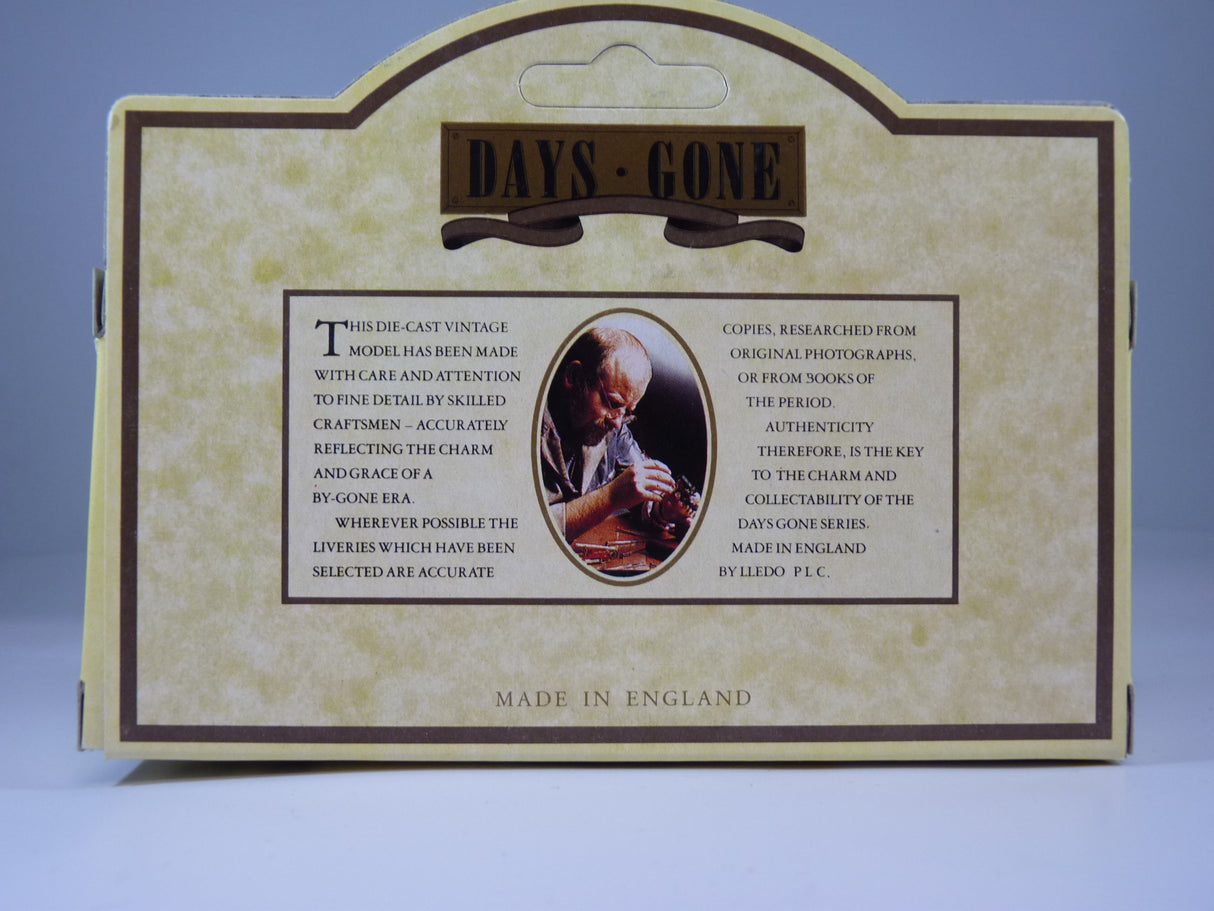 DAYS · GONE
THIS DIE-CAST VINTAGE
MODEL HAS BEEN MADE
WITH CARE AND ATTENTION
TO FINE DETAIL BY SKILLED
CRAFTSMEN – ACCURATELY
REFLECTING THE CHARM
AND GRACE OF A
BY-GONE ERA.
WHEREVER POSSIBLE THE
LIVERIES WHICH HAVE BEEN
SELECTED ARE ACCURATE
COPIES, RESEARCHED FROM
ORIGINAL PHOTOGRAPHS,
OR FROM BOOKS OF
THE PERIOD.
AUTHENTICITY
THEREFORE, IS THE KEY
TO THE CHARM AND
COLLECTABILITY OF THE
DAYS GONE SERIES.
MADE IN ENGLAND
BY LLEDO P L C.
MADE IN ENGLAND